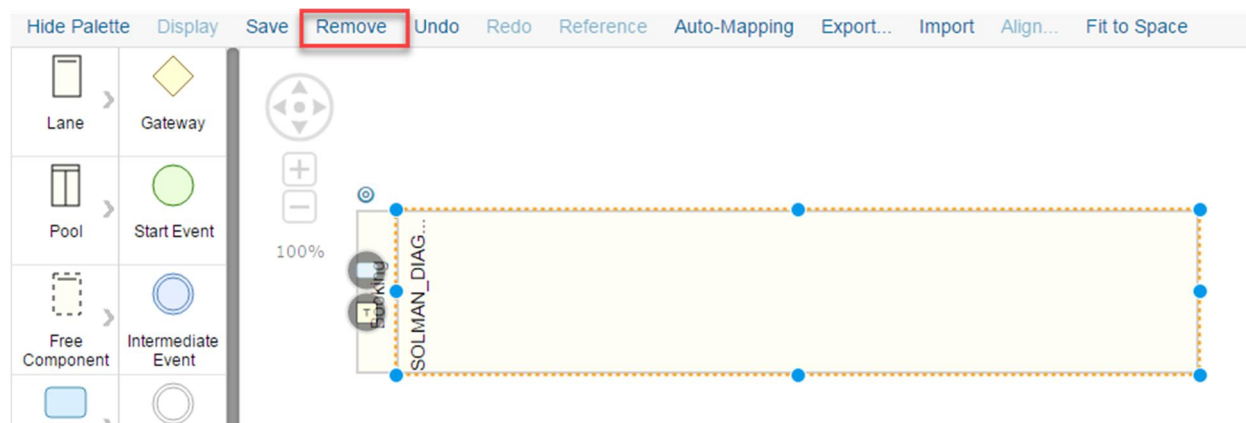 Hide Palette Display Save Remove Undo Redo Reference Auto-Mapping Export... Import Align... Fit to Space
Lane
Gateway
Pool
Start Event
Free
Component
Intermediate
Event
100%
Booking
T
SOLMAN_DIAG...